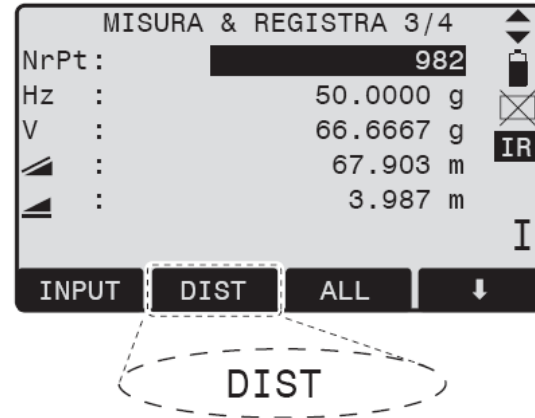 MISURA & REGISTRA 3/4
NrPt: 982
Hz : 50.0000 g
V : 66.6667 g
: 67.903 m
: 3.987 m
IR
I
INPUT DIST ALL
DIST